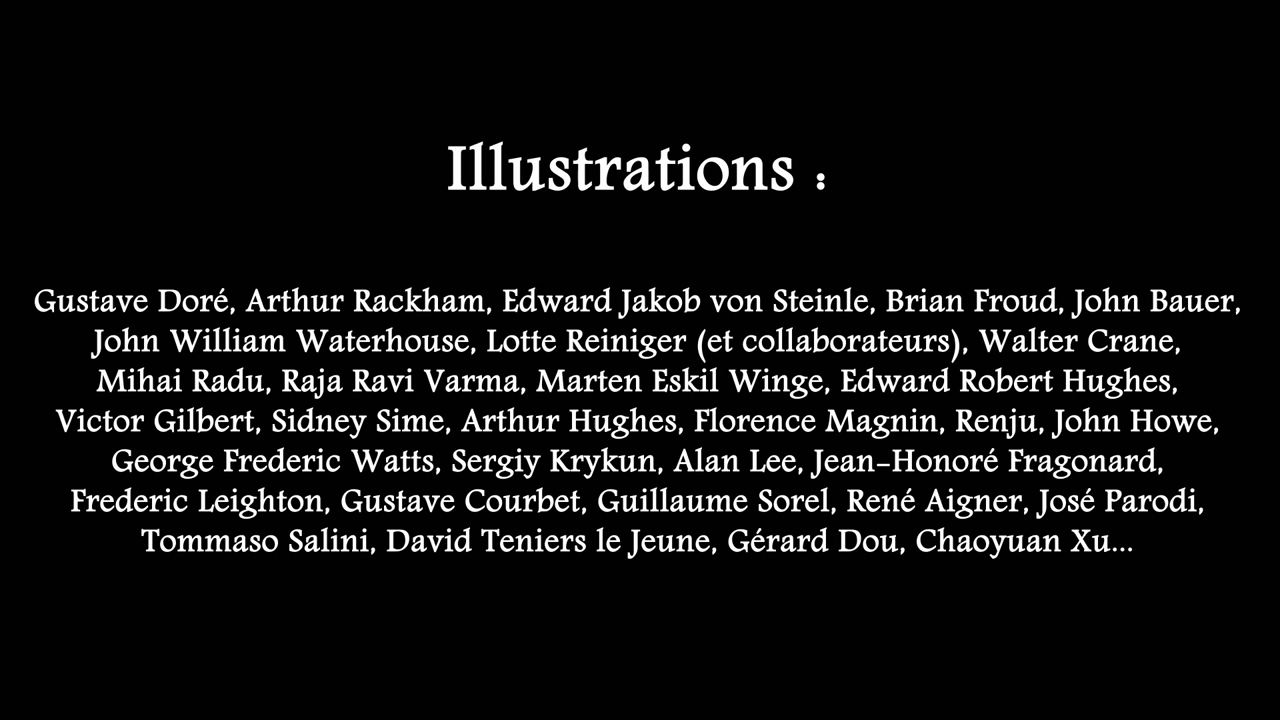 Illustrations :
Gustave Doré, Arthur Rackham, Edward Jakob von Steinle, Brian Froud, John Bauer,
John William Waterhouse, Lotte Reiniger (et collaborateurs), Walter Crane,
Mihai Radu, Raja Ravi Varma, Marten Eskil Winge, Edward Robert Hughes,
Victor Gilbert, Sidney Sime, Arthur Hughes, Florence Magnin, Renju, John Howe,
George Frederic Watts, Sergiy Krykun, Alan Lee, Jean-Honoré Fragonard,
Frederic Leighton, Gustave Courbet, Guillaume Sorel, René Aigner, José Parodi,
Tommaso Salini, David Teniers le Jeune, Gérard Dou, Chaoyuan Xu...